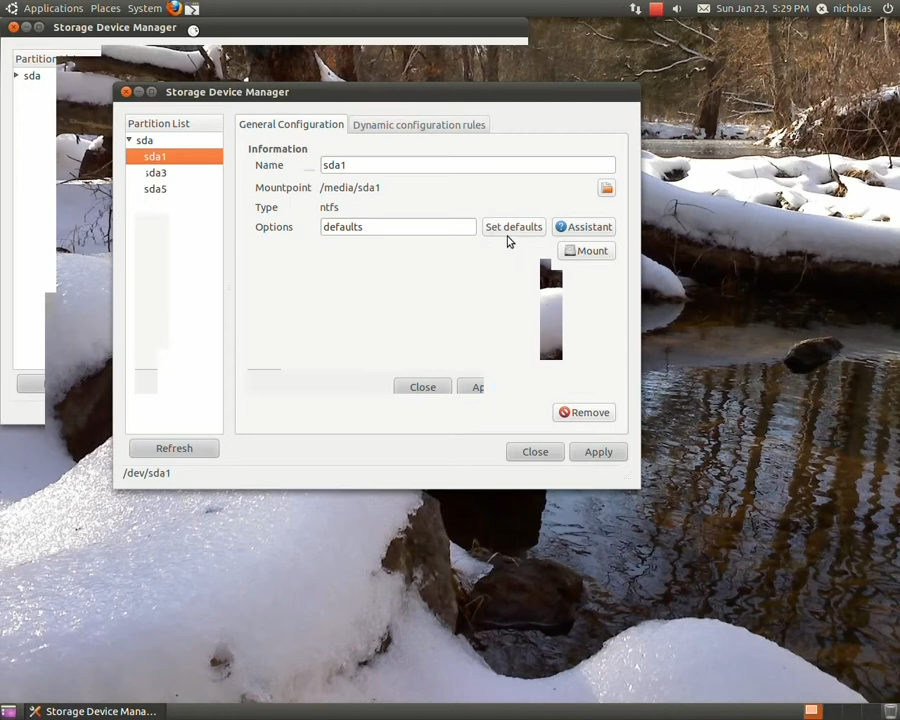 Applications Places System
Sun Jan 23, 5:29 PM nicholas
Storage Device Manager
Partition
sda
Storage Device Manager
Partition List
sda
sda1
sda3
sda5
Refresh
General Configuration
Dynamic configuration rules
Information
Name sda1
Mountpoint /media/sda1
Type ntfs
Options defaults Set defaults Assistant
Mount
Close Ap
Remove
Close Apply
/dev/sda1
Storage Device Mana...